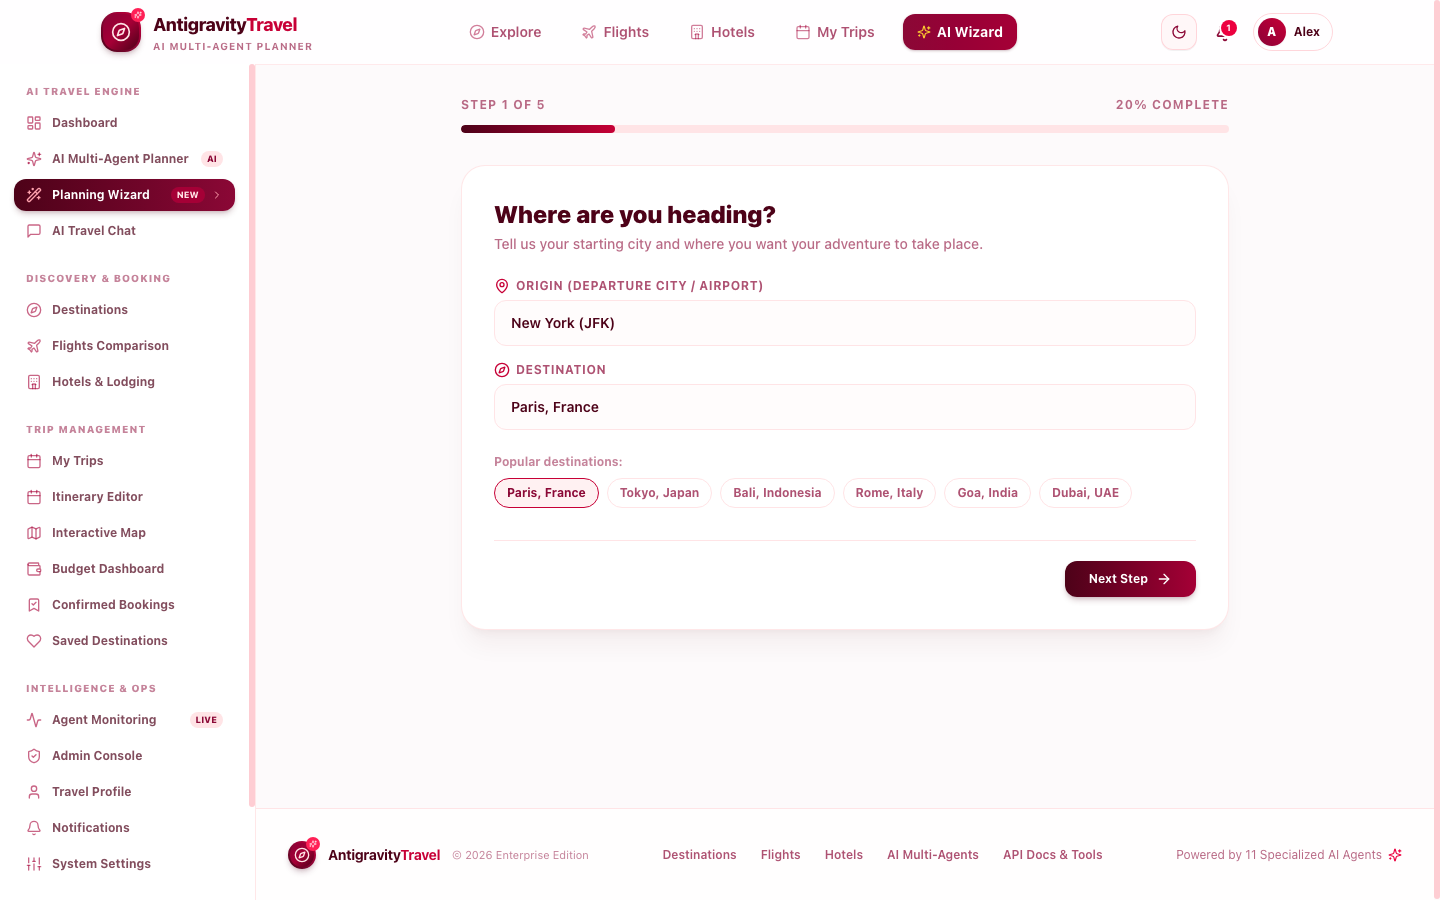 AntigravityTravel
AI MULTI-AGENT PLANNER
Explore
Flights
Hotels
My Trips
AI Wizard
1
A
Alex
AI TRAVEL ENGINE
Dashboard
AI Multi-Agent Planner AI
Planning Wizard NEW
AI Travel Chat
DISCOVERY & BOOKING
Destinations
Flights Comparison
Hotels & Lodging
TRIP MANAGEMENT
My Trips
Itinerary Editor
Interactive Map
Budget Dashboard
Confirmed Bookings
Saved Destinations
INTELLIGENCE & OPS
Agent Monitoring LIVE
Admin Console
Travel Profile
Notifications
System Settings
STEP 1 OF 5
20% COMPLETE
Where are you heading?
Tell us your starting city and where you want your adventure to take place.
ORIGIN (DEPARTURE CITY / AIRPORT)
New York (JFK)
DESTINATION
Paris, France
Popular destinations:
Paris, France
Tokyo, Japan
Bali, Indonesia
Rome, Italy
Goa, India
Dubai, UAE
Next Step
AntigravityTravel
© 2026 Enterprise Edition
Destinations
Flights
Hotels
AI Multi-Agents
API Docs & Tools
Powered by 11 Specialized AI Agents